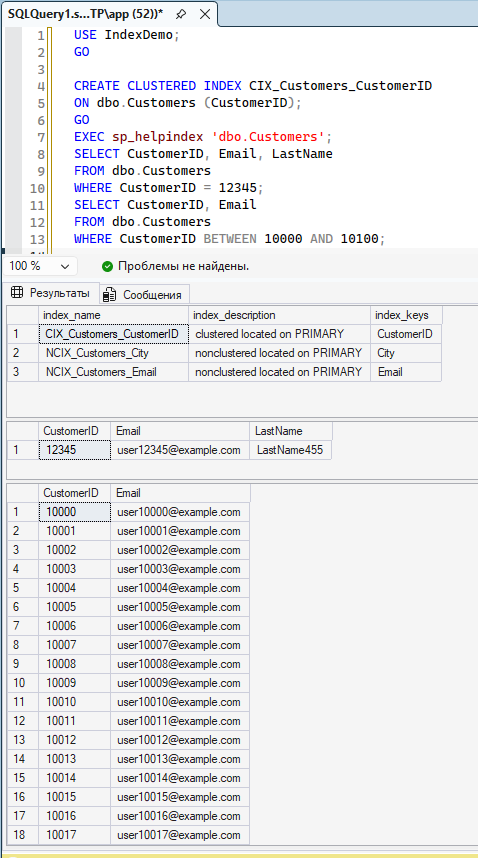 SQLQuery1.s...TP\app (52))*
1 USE IndexDemo;
2 GO
3
4 CREATE CLUSTERED INDEX CIX_Customers_CustomerID
5 ON dbo.Customers (CustomerID);
6 GO
7 EXEC sp_helpindex 'dbo.Customers';
8 SELECT CustomerID, Email, LastName
9 FROM dbo.Customers
10 WHERE CustomerID = 12345;
11 SELECT CustomerID, Email
12 FROM dbo.Customers
13 WHERE CustomerID BETWEEN 10000 AND 10100;
100 % Проблемы не найдены.
Результаты Сообщения
index_name index_description index_keys
1 CIX_Customers_CustomerID clustered located on PRIMARY CustomerID
2 NCIX_Customers_City nonclustered located on PRIMARY City
3 NCIX_Customers_Email nonclustered located on PRIMARY Email
CustomerID Email LastName
1 12345 user12345@example.com LastName455
CustomerID Email
1 10000 user10000@example.com
2 10001 user10001@example.com
3 10002 user10002@example.com
4 10003 user10003@example.com
5 10004 user10004@example.com
6 10005 user10005@example.com
7 10006 user10006@example.com
8 10007 user10007@example.com
9 10008 user10008@example.com
10 10009 user10009@example.com
11 10010 user10010@example.com
12 10011 user10011@example.com
13 10012 user10012@example.com
14 10013 user10013@example.com
15 10014 user10014@example.com
16 10015 user10015@example.com
17 10016 user10016@example.com
18 10017 user10017@example.com